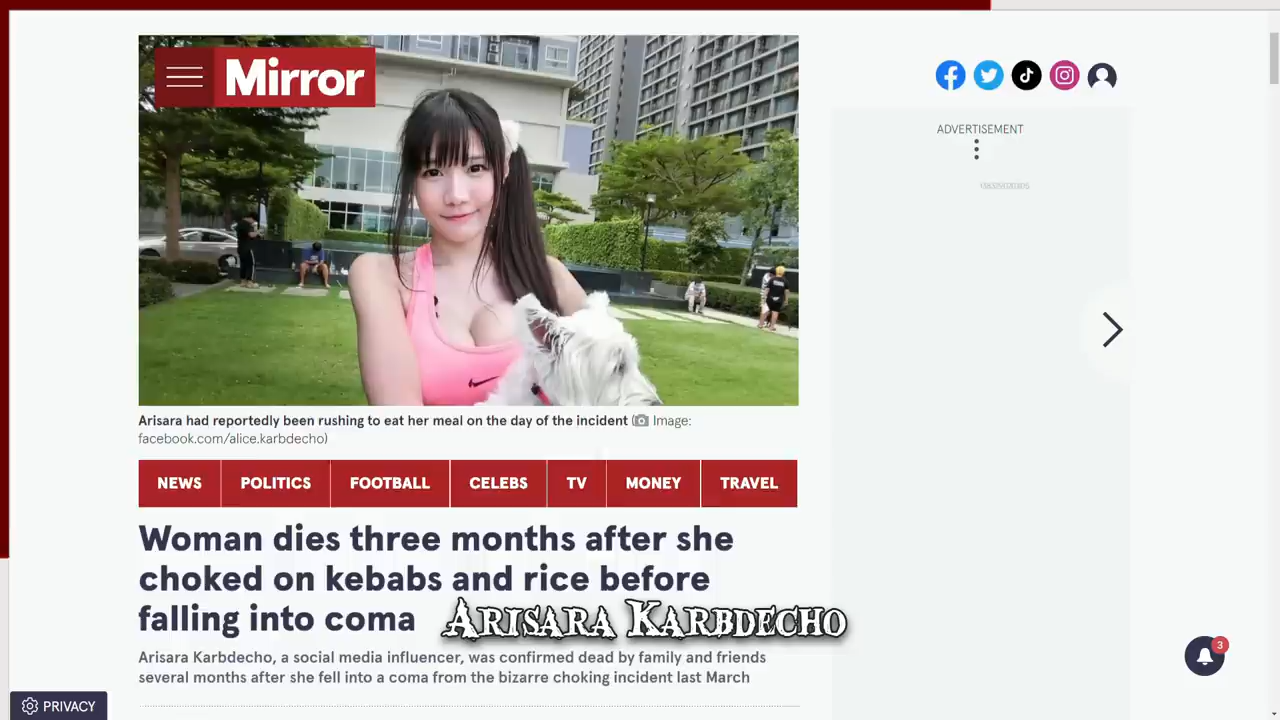 Mirror
ADVERTISEMENT
Arisara had reportedly been rushing to eat her meal on the day of the incident (Image:
facebook.com/alice.karbdecho)
NEWS POLITICS FOOTBALL CELEBS TV MONEY TRAVEL
Woman dies three months after she
choked on kebabs and rice before
falling into coma
ARISARA KARBDECHO
Arisara Karbdecho, a social media influencer, was confirmed dead by family and friends
several months after she fell into a coma from the bizarre choking incident last March
3
PRIVACY